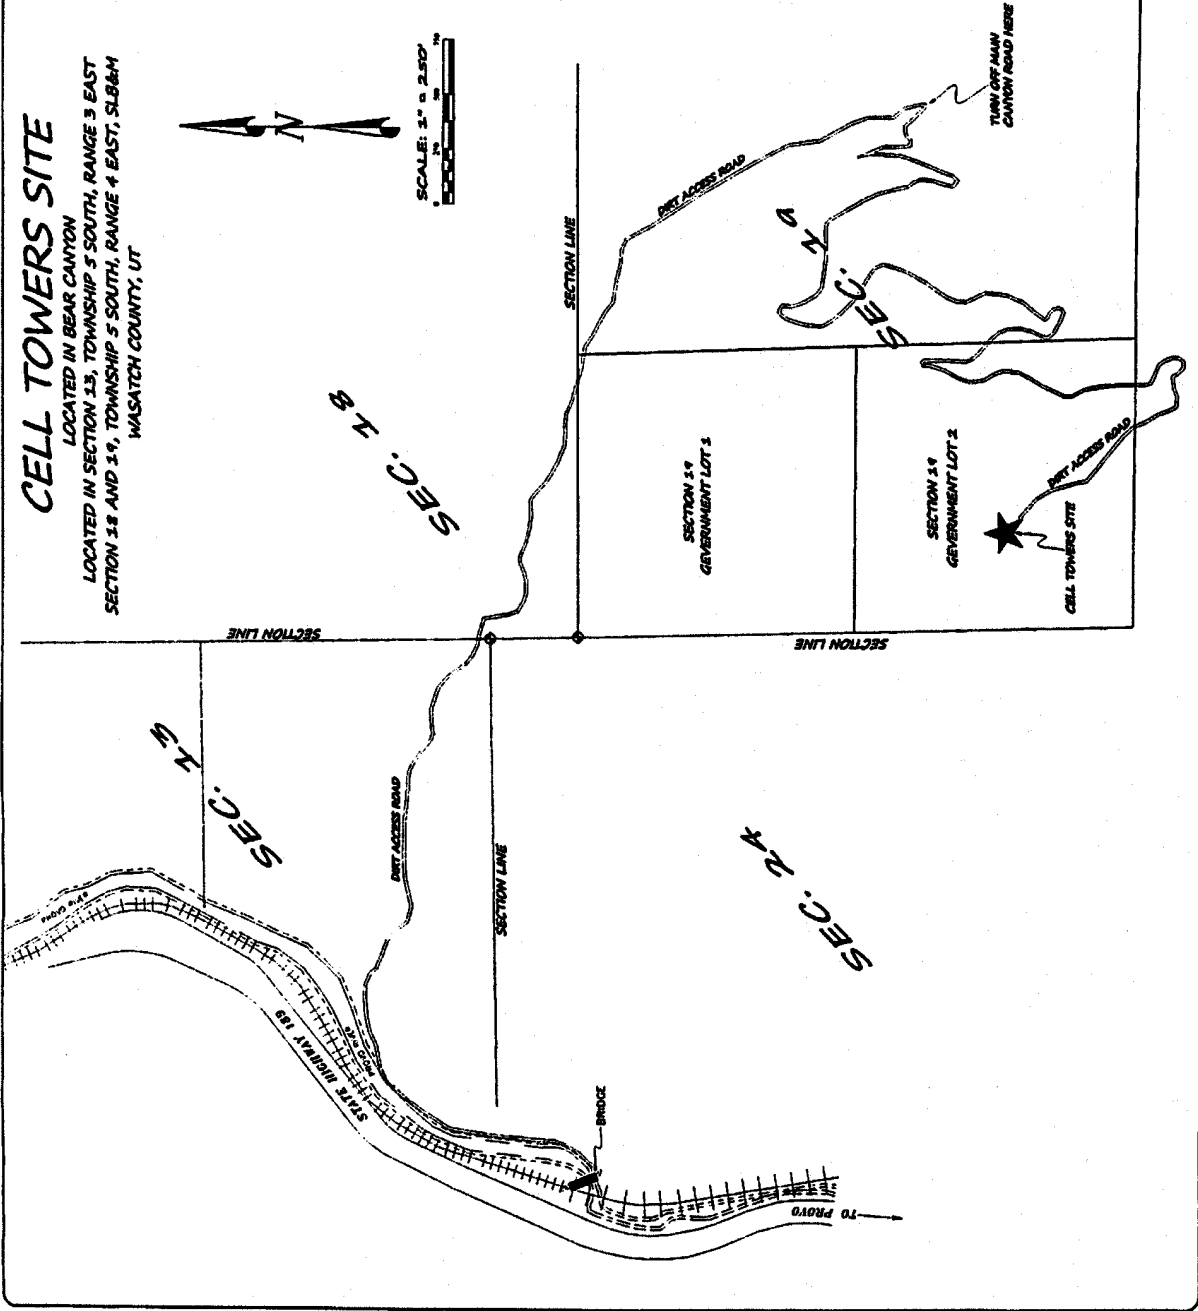 CELL TOWERS SITE
LOCATED IN BEAR CANYON
LOCATED IN SECTION 13, TOWNSHIP 5 SOUTH, RANGE 3 EAST
SECTION 18 AND 19, TOWNSHIP 5 SOUTH, RANGE 4 EAST, SLB&M
WASATCH COUNTY, UT
N
SCALE: 1" = 250'
SEC. 13
SECTION LINE
SEC. 18
STATE HIGHWAY 189
PROVO RIVER
DIRT ACCESS ROAD
SECTION LINE
SECTION LINE
DIRT ACCESS ROAD
TURN OFF MAIN
CANYON ROAD HERE
BRIDGE
TO PROVO
SEC. 24
SECTION LINE
SECTION 19
GEVERNMENT LOT 1
SEC. 19
SECTION 19
GEVERNMENT LOT 2
CELL TOWERS SITE
DIRT ACCESS ROAD